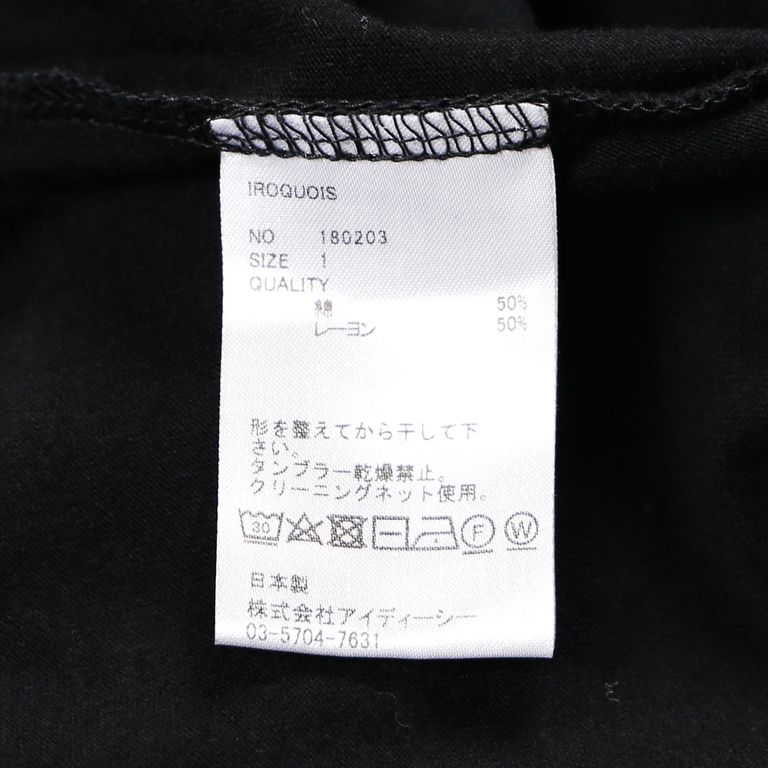 IROQUOIS
NO 180203
SIZE 1
QUALITY
綿 50%
レーヨン 50%
形を整えてから干して下
さい。
タンブラー乾燥禁止。
クリーニングネット使用。
30 F W
日本製
株式会社アイディーシー
03-5704-7631